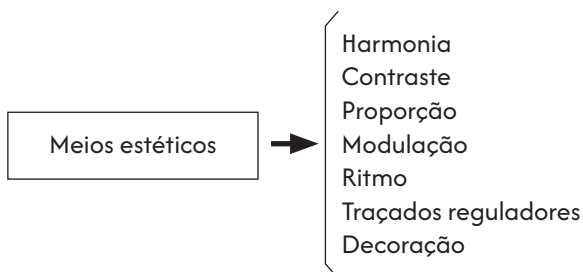 Meios estéticos
Harmonia
Contraste
Proporção
Modulação
Ritmo
Traçados reguladores
Decoração